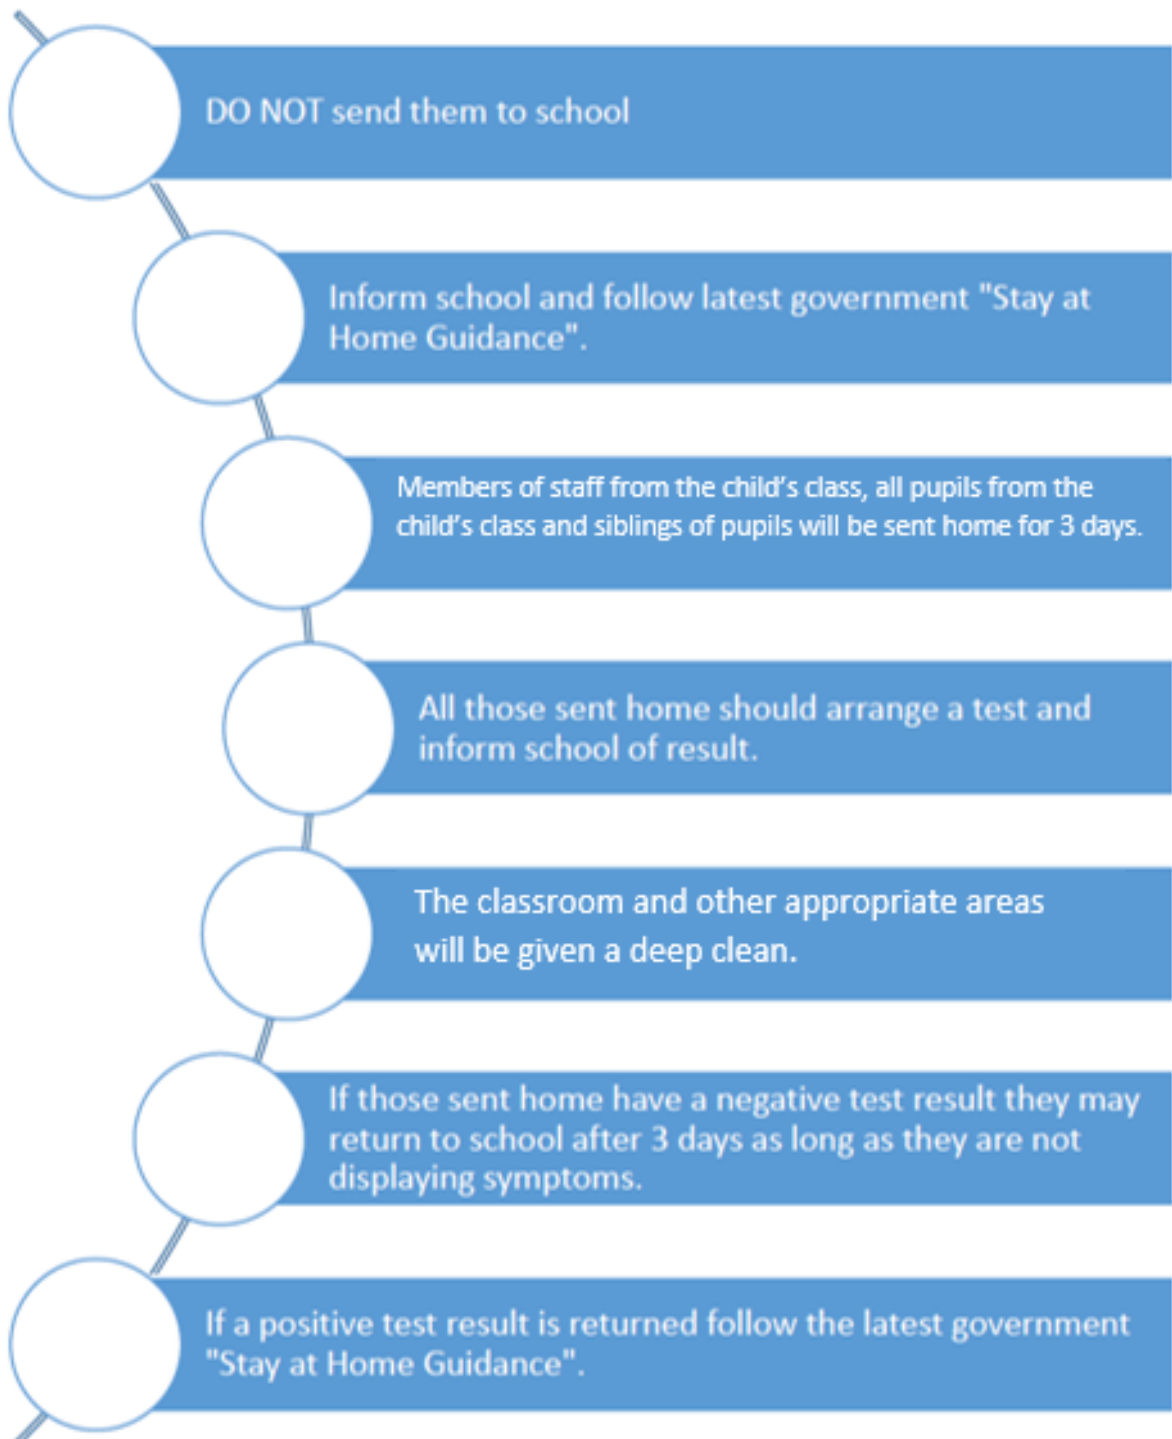 DO NOT send them to school
Inform school and follow latest government "Stay at
Home Guidance".
Members of staff from the child's class, all pupils from the
child's class and siblings of pupils will be sent home for 3 days.
All those sent home should arrange a test and
inform school of result.
The classroom and other appropriate areas
will be given a deep clean.
If those sent home have a negative test result they may
return to school after 3 days as long as they are not
displaying symptoms.
If a positive test result is returned follow the latest government
"Stay at Home Guidance".